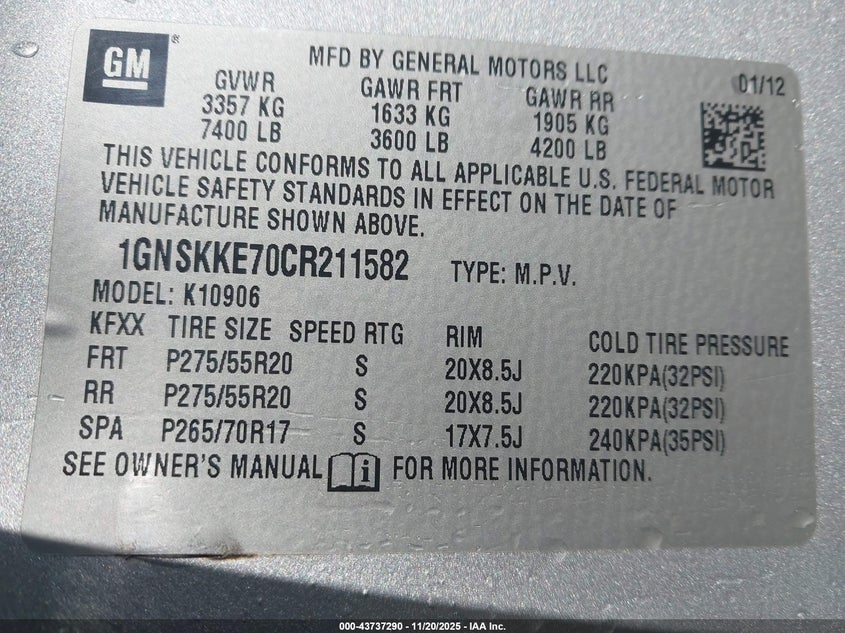 GM ®
MFD BY GENERAL MOTORS LLC
01/12
GVWR GAWR FRT GAWR RR
3357 KG 1633 KG 1905 KG
7400 LB 3600 LB 4200 LB
THIS VEHICLE CONFORMS TO ALL APPLICABLE U.S. FEDERAL MOTOR
VEHICLE SAFETY STANDARDS IN EFFECT ON THE DATE OF
MANUFACTURE SHOWN ABOVE.
1GNSKKE70CR211582 TYPE: M.P.V.
MODEL: K10906
KFXX TIRE SIZE SPEED RTG RIM COLD TIRE PRESSURE
FRT P275/55R20 S 20X8.5J 220KPA(32PSI)
RR P275/55R20 S 20X8.5J 220KPA(32PSI)
SPA P265/70R17 S 17X7.5J 240KPA(35PSI)
SEE OWNER'S MANUAL i FOR MORE INFORMATION.
000-43737290 - 11/20/2025 - IAA Inc.